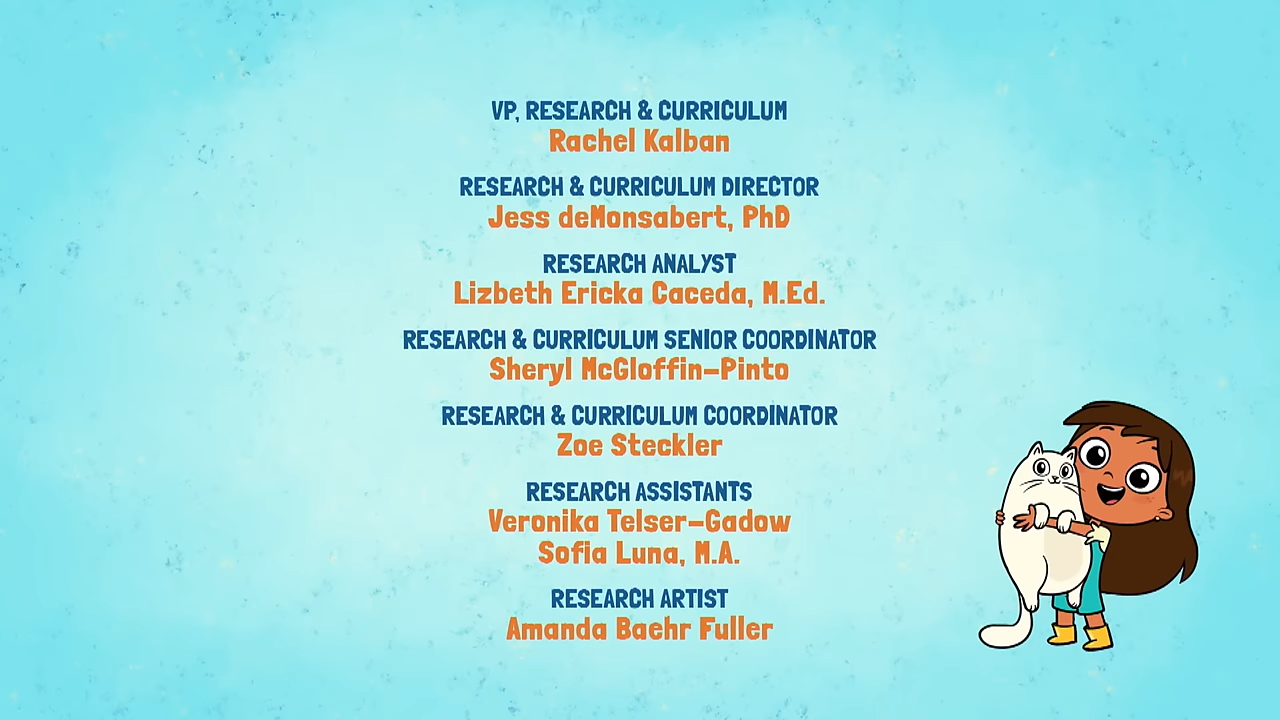 VP, RESEARCH & CURRICULUM
Rachel Kalban
RESEARCH & CURRICULUM DIRECTOR
Jess deMonsabert, PhD
RESEARCH ANALYST
Lizbeth Ericka Caceda, M.Ed.
RESEARCH & CURRICULUM SENIOR COORDINATOR
Sheryl McGloffin-Pinto
RESEARCH & CURRICULUM COORDINATOR
Zoe Steckler
RESEARCH ASSISTANTS
Veronika Telser-Gadow
Sofia Luna, M.A.
RESEARCH ARTIST
Amanda Baehr Fuller